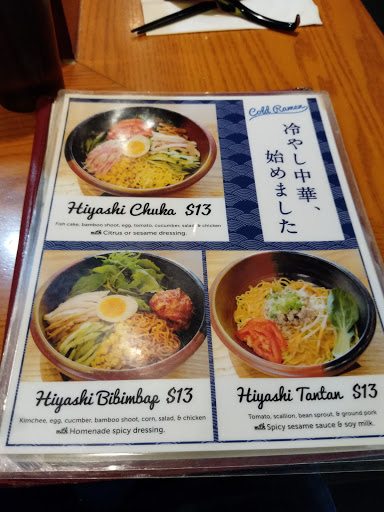 Cold Ramen
冷やし中華、
始めました
Hiyashi Chuka $13
Fish cake, bamboo shoot, egg, tomato, cucumber, salad, & chicken
with Citrus or sesame dressing.
Hiyashi Bibimbap $13
Kimchee, egg, cucmber, bamboo shoot, corn, salad, & chicken
with Homenade spicy dressing.
Hiyashi Tantan $13
Tomato, scallion, bean sprout, & ground pork
with Spicy sesame sauce & soy milk.